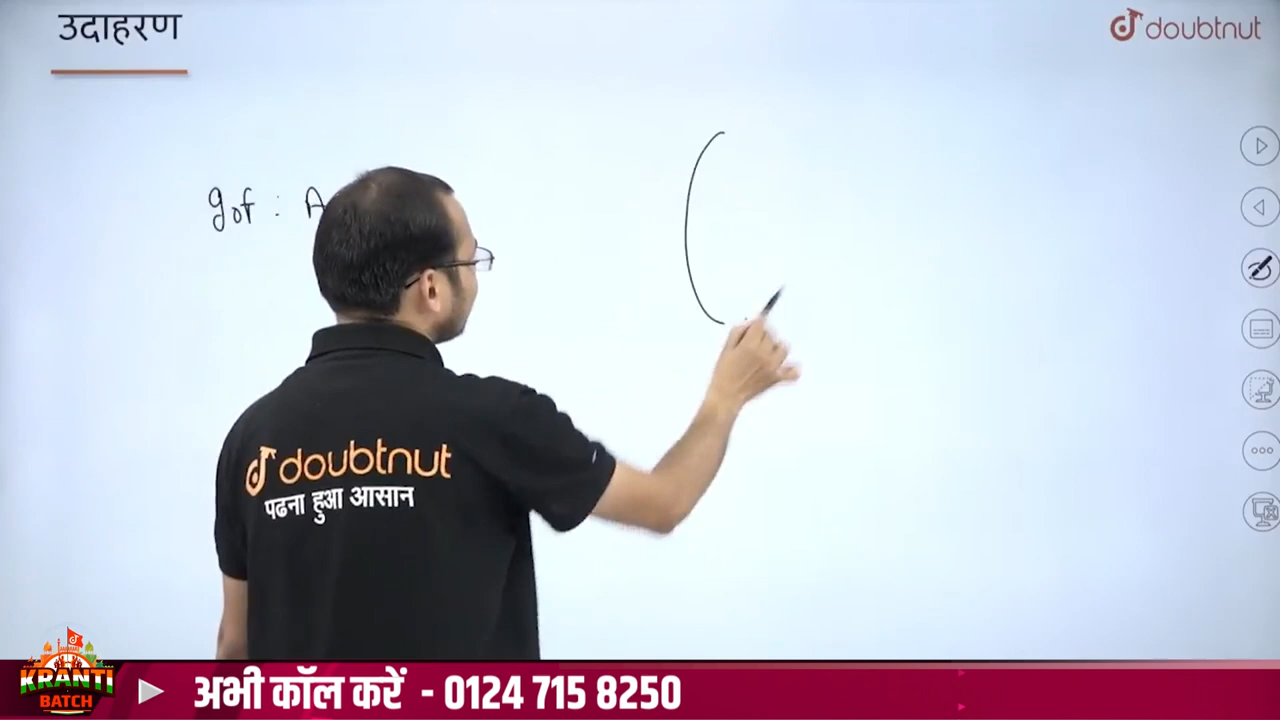 उदाहरण
doubtnut
gof : A
doubtnut
पढना हुआ आसान
KRANTI
BATCH
अभी कॉल करें - 0124 715 8250